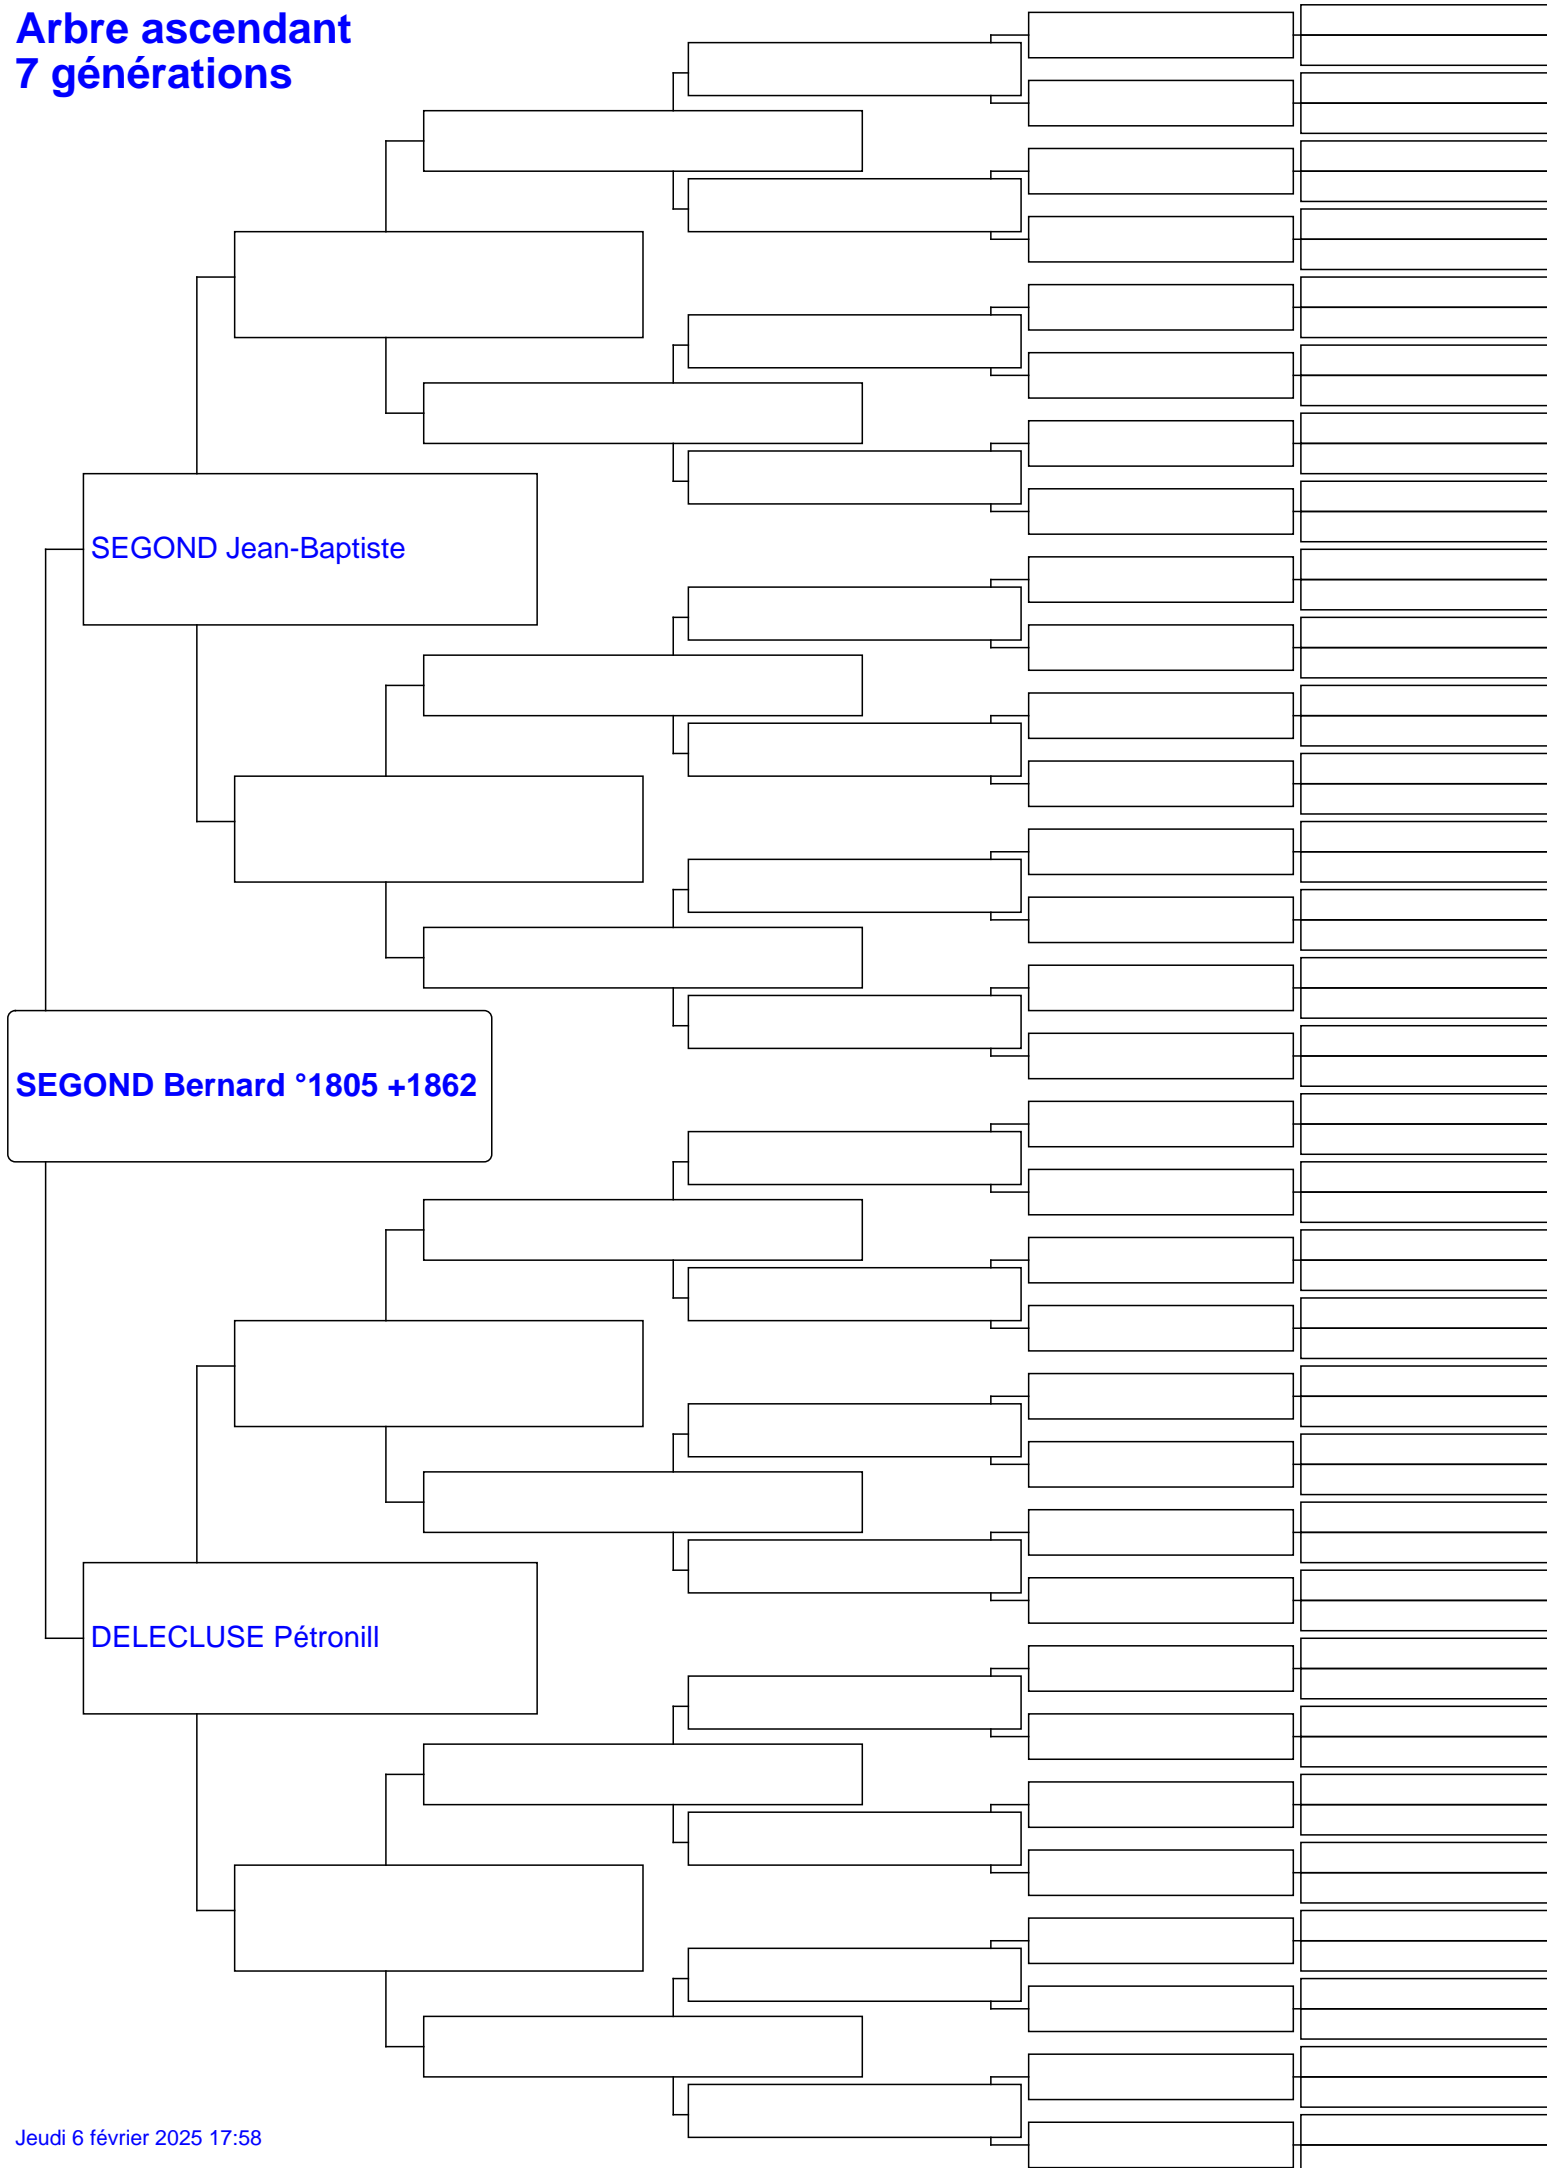 Arbre ascendant
7 générations
SEGOND Jean-Baptiste
SEGOND Bernard °1805 +1862
DELECLUSE Pétronill
Jeudi 6 février 2025 17:58